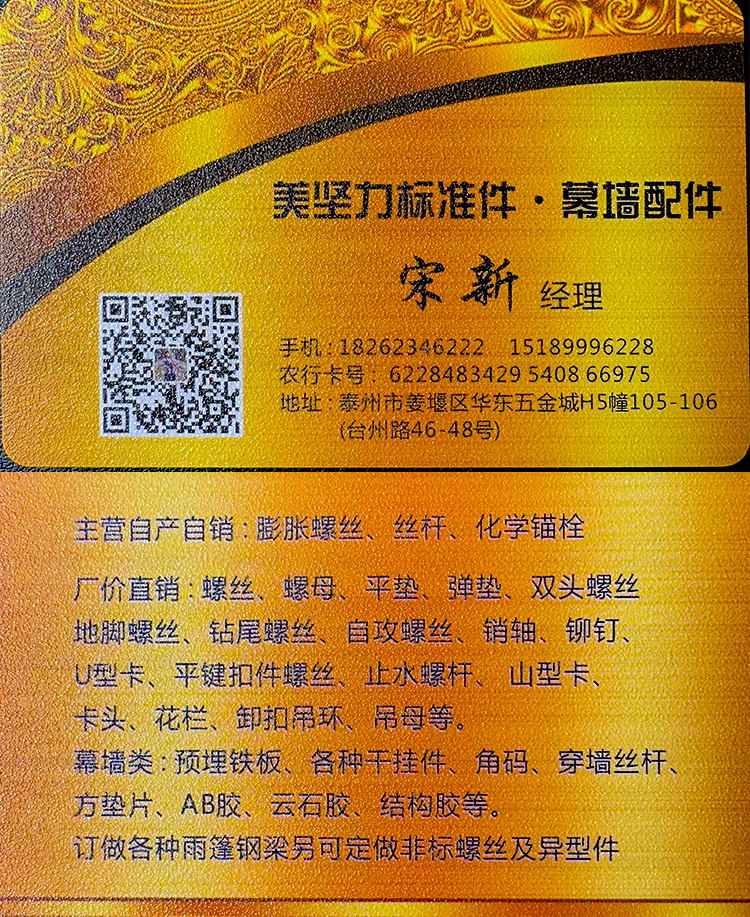 美坚力标准件·幕墙配件
宋新 经理
手机:18262346222 15189996228
农行卡号: 6228483429 5408 66975
地址:泰州市姜堰区华东五金城H5幢105-106
(台州路46-48号)
主营自产自销:膨胀螺丝、丝杆、化学锚栓
厂价直销:螺丝、螺母、平垫、弹垫、双头螺丝
地脚螺丝、钻尾螺丝、自攻螺丝、销轴、铆钉、
U型卡、平键扣件螺丝、止水螺杆、山型卡、
卡头、花栏、卸扣吊环、吊母等。
幕墙类:预埋铁板、各种干挂件、角码、穿墙丝杆、
方垫片、AB胶、云石胶、结构胶等。
订做各种雨篷钢梁另可定做非标螺丝及异型件